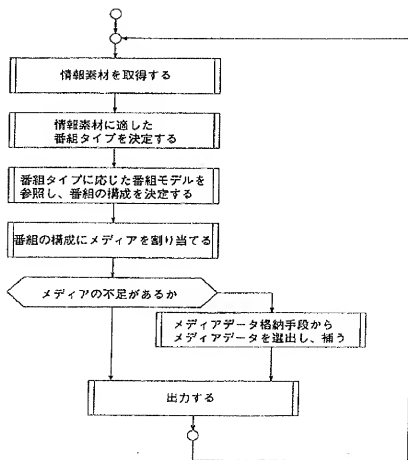 情報素材を取得する
情報素材に適した
番組タイプを決定する
番組タイプに応じた番組モデルを
参照し、番組の構成を決定する
番組の構成にメディアを割り当てる
メディアの不足があるか
メディアデータ格納手段から
メディアデータを選出し、補う
出力する